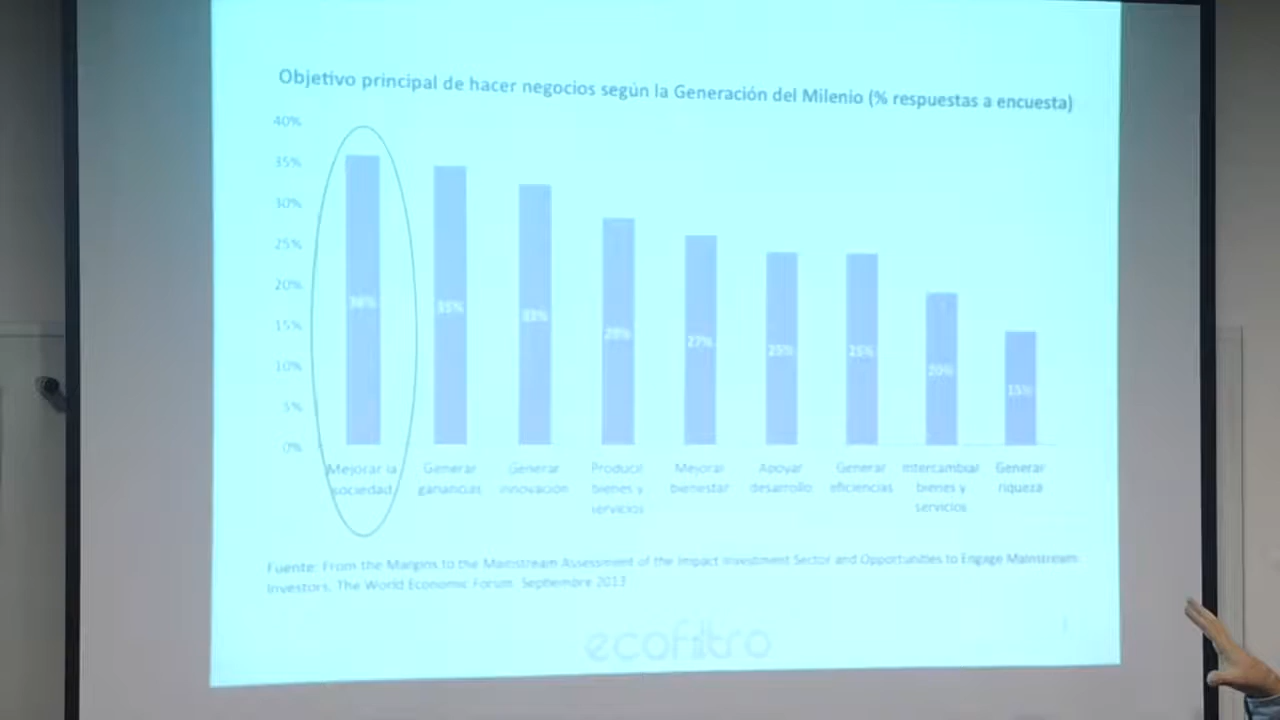 Objetivo principal de hacer negocios según la Generación del Milenio (% respuestas a encuesta)
40%
35%
30%
25%
20%
15%
10%
5%
0%
36%
35%
33%
28%
27%
25%
25%
20%
15%
Mejorar la
sociedad
Generar
ganancias
Generar
innovación
Producir
bienes y
servicios
Mejorar
bienestar
Apoyar
desarrollo
Generar
eficiencias
Intercambiar
bienes y
servicios
Generar
riqueza
Fuente: From the Margins to the Mainstream Assessment of the Impact Investment Sector and Opportunities to Engage Mainstream
Investors. The World Economic Forum. Septiembre 2013
ecofiltro